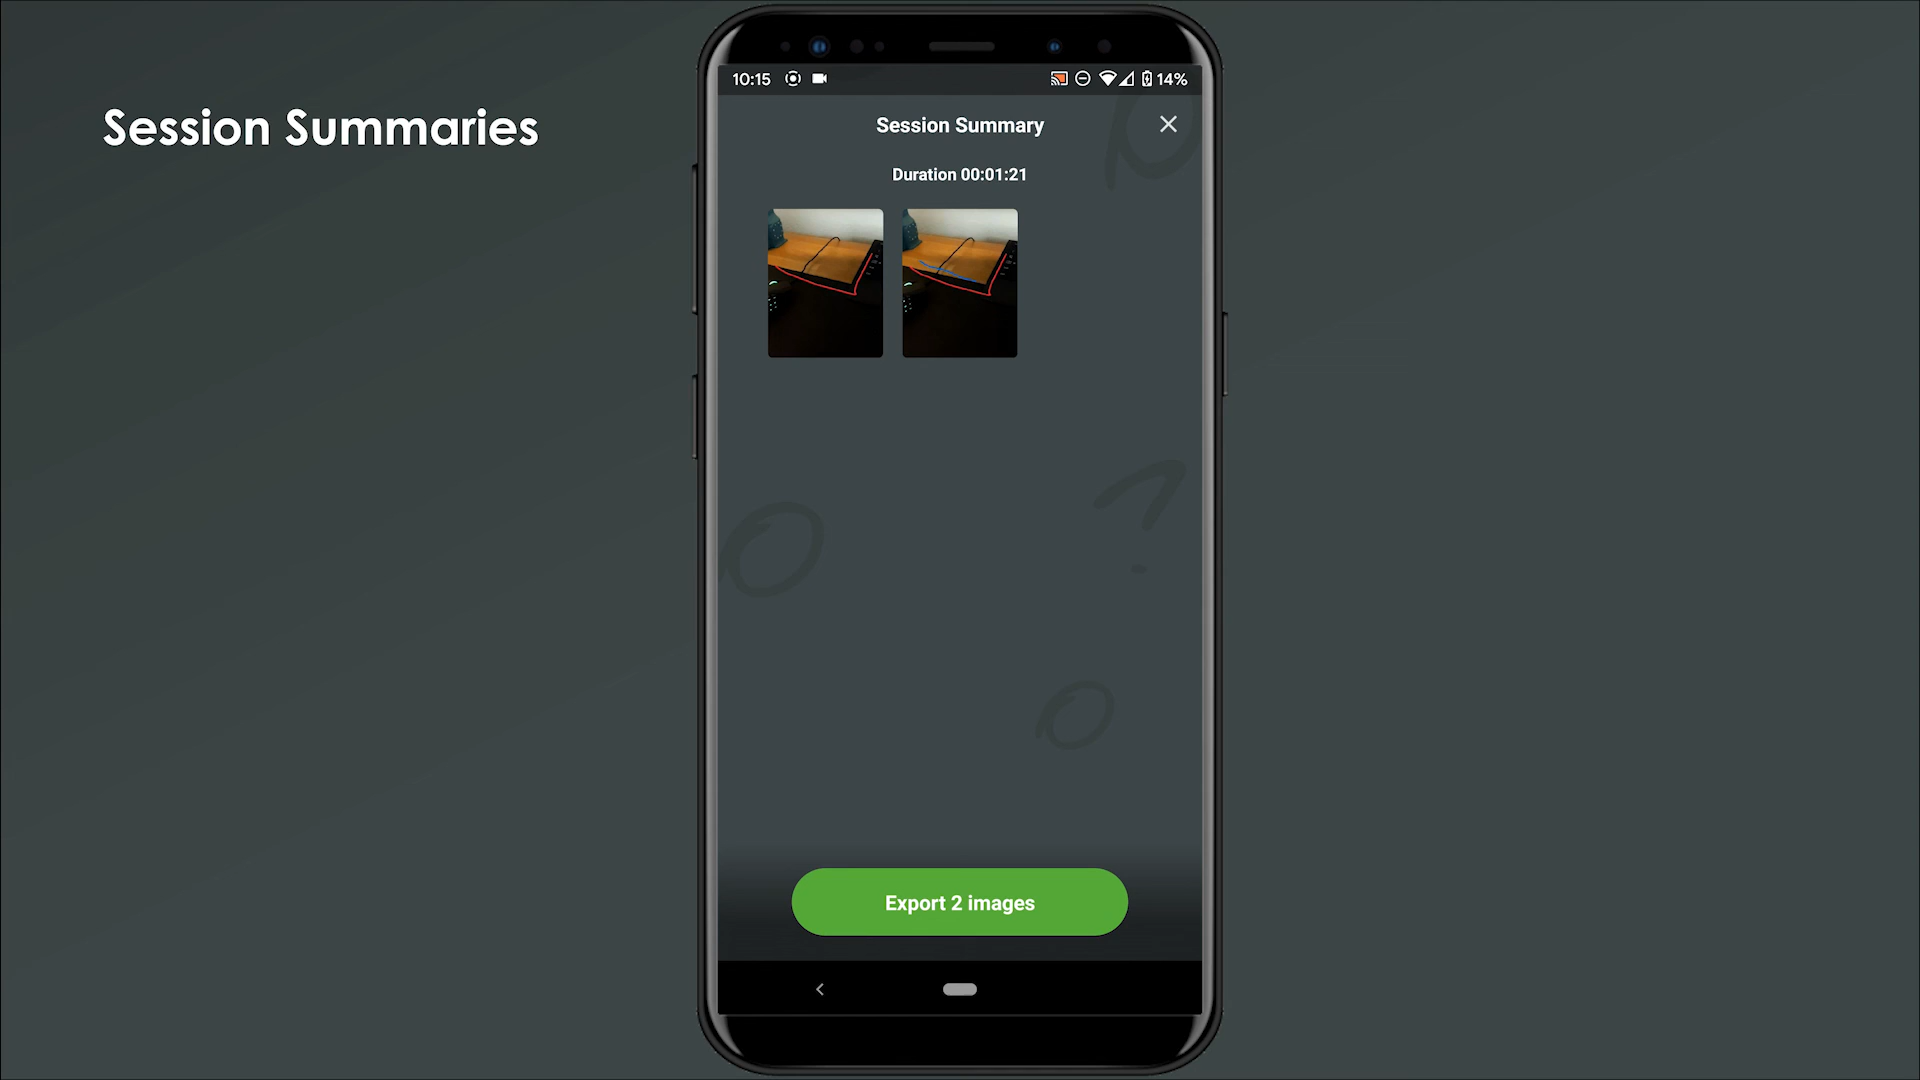 Session Summaries
10:15
14%
Session Summary
Duration 00:01:21
Export 2 images